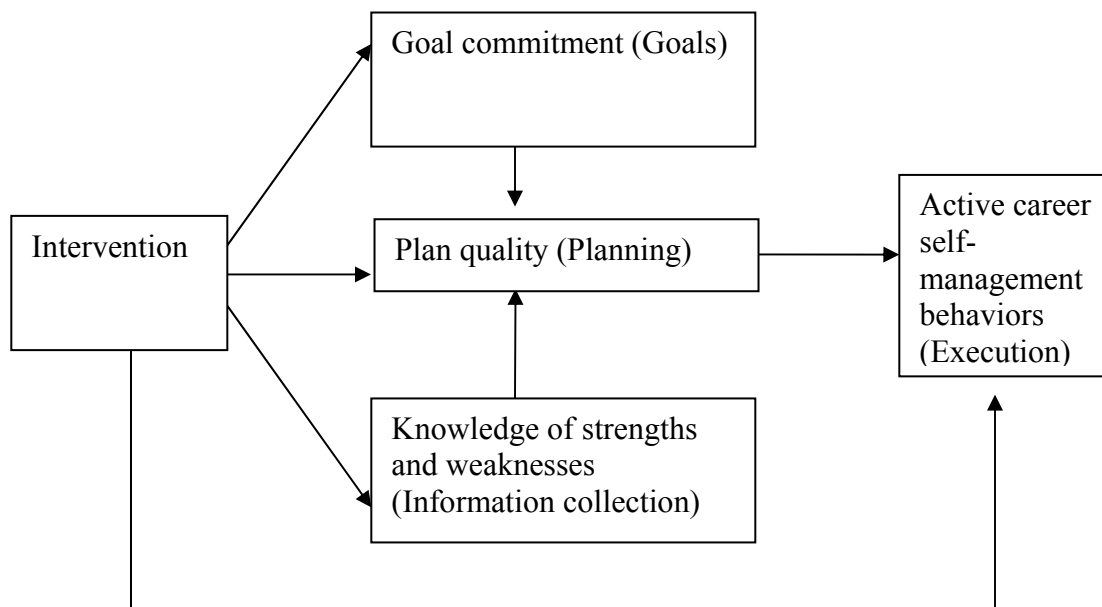 Goal commitment (Goals)
Intervention
Plan quality (Planning)
Active career
self-
management
behaviors
(Execution)
Knowledge of strengths
and weaknesses
(Information collection)